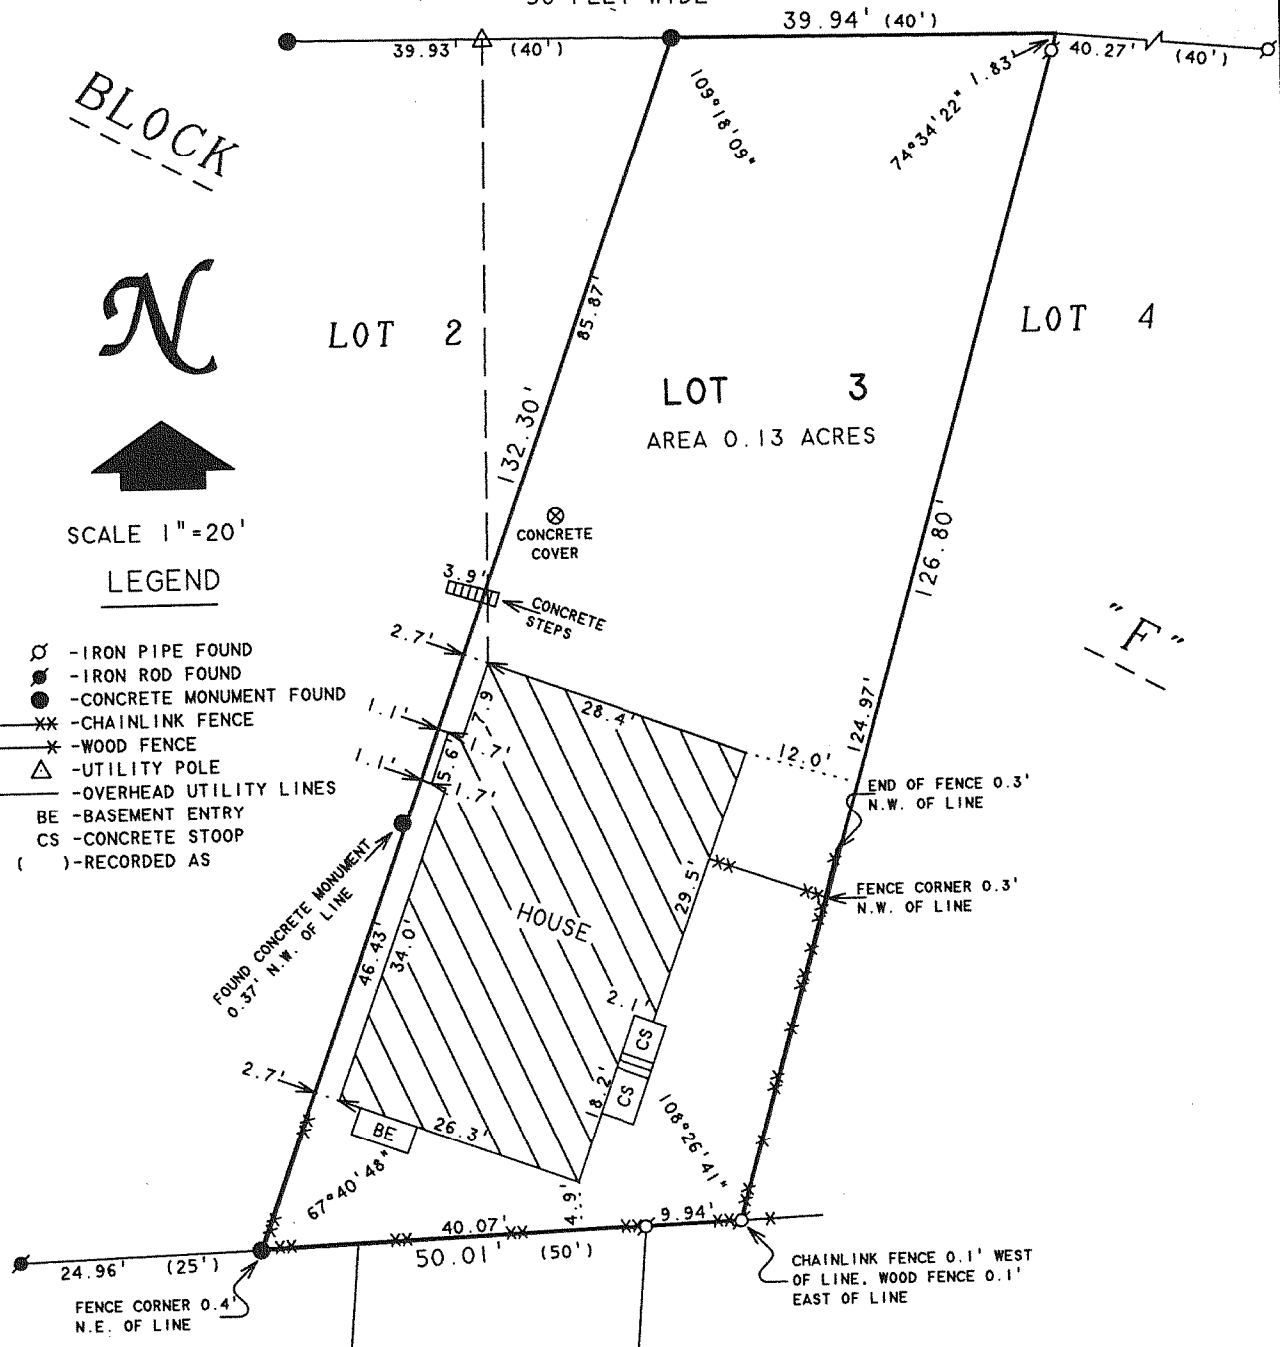 39.94' (40')
39.93' (40')
40.27' (40')
1.83'
109°18'09"
74°34'22"
BLOCK
N
SCALE 1"=20'
LEGEND
-IRON PIPE FOUND
-IRON ROD FOUND
-CONCRETE MONUMENT FOUND
-CHAINLINK FENCE
-WOOD FENCE
-UTILITY POLE
-OVERHEAD UTILITY LINES
BE -BASEMENT ENTRY
CS -CONCRETE STOOP
( )-RECORDED AS
LOT 2
LOT 3
AREA 0.13 ACRES
LOT 4
85.87'
132.30'
126.80'
124.97'
"F"
CONCRETE
COVER
3.9'
CONCRETE
STEPS
2.7'
1.1'
1.1'
7.9
1.7'
5.6'
1.7'
28.4'
12.0'
END OF FENCE 0.3'
N.W. OF LINE
FENCE CORNER 0.3'
N.W. OF LINE
29.5'
HOUSE
FOUND CONCRETE MONUMENT
0.37' N.W. OF LINE
46.43'
34.0'
2.1'
CS
CS
18.2'
2.7'
BE
26.3'
67°40'48"
108°26'41"
4.9'
40.07'
9.94'
50.01' (50')
24.96' (25')
FENCE CORNER 0.4'
N.E. OF LINE
CHAINLINK FENCE 0.1' WEST
OF LINE, WOOD FENCE 0.1'
EAST OF LINE